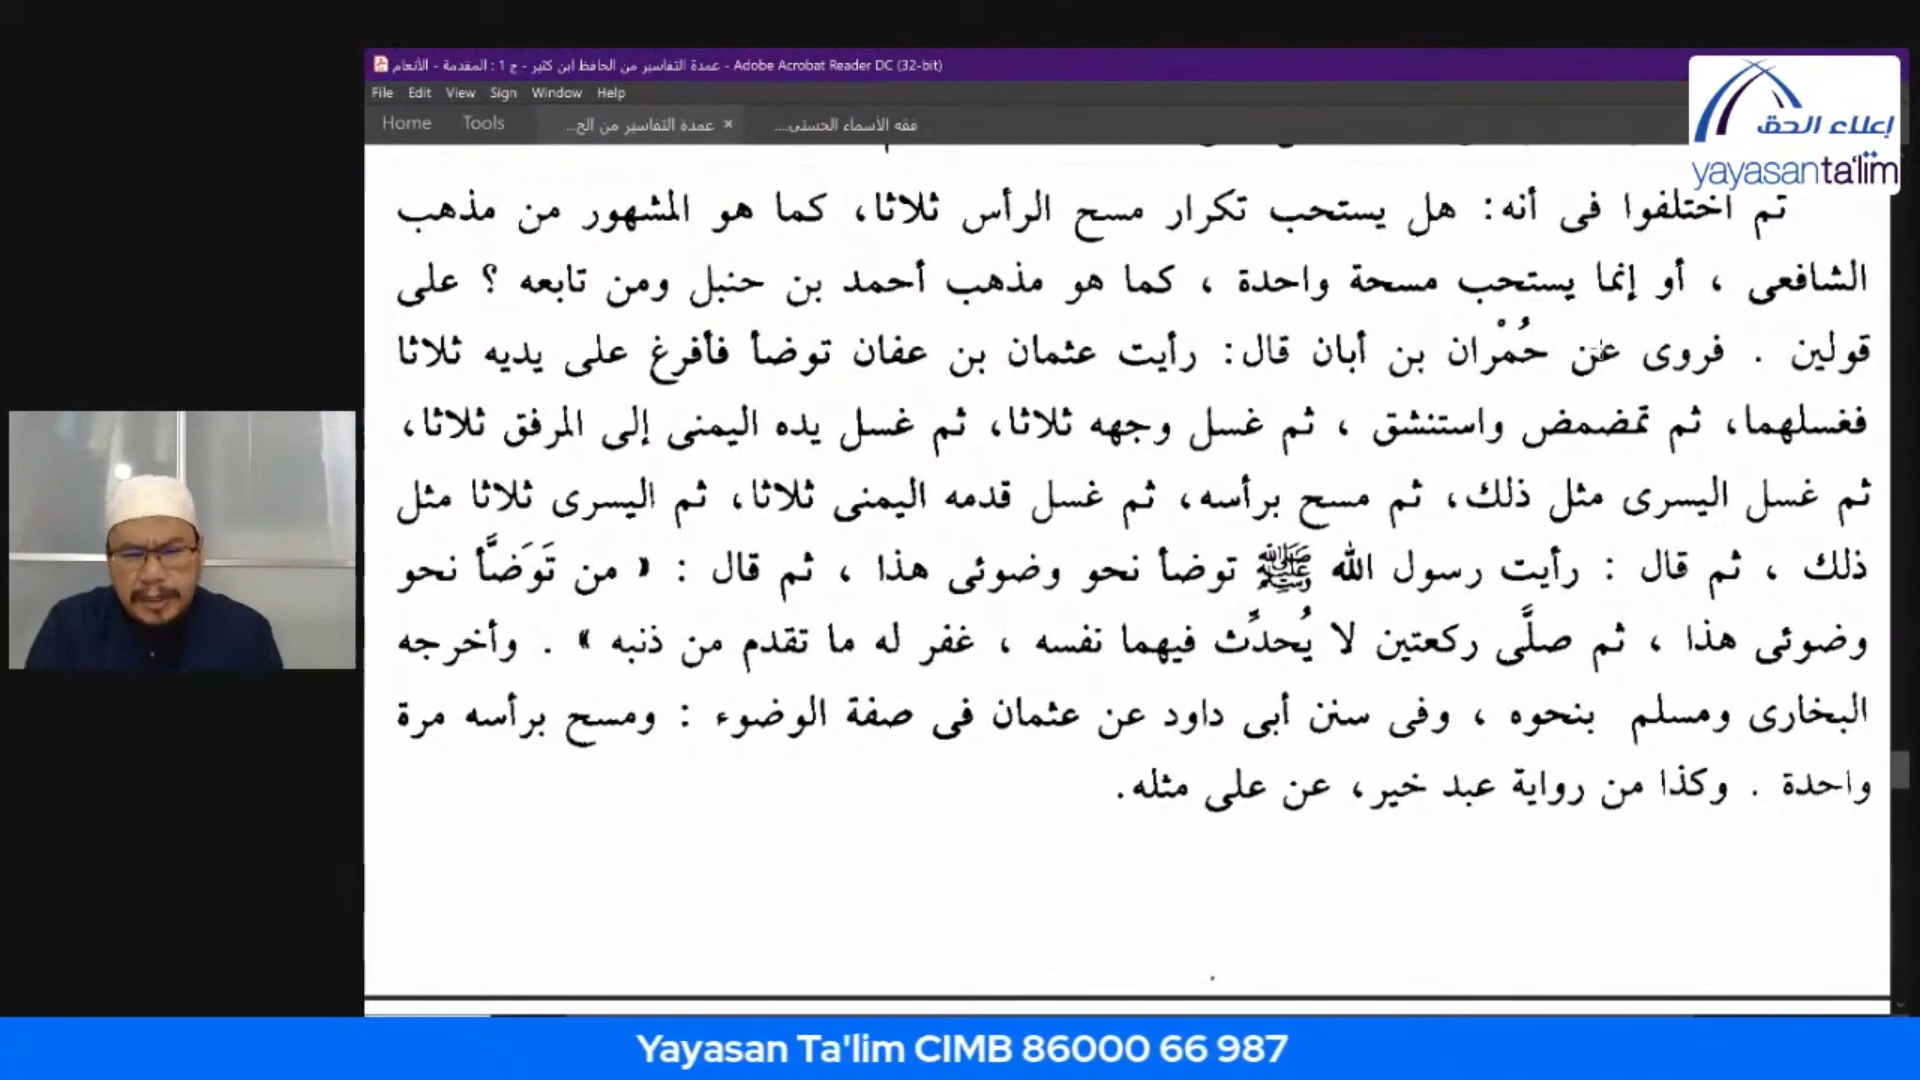 عمدة التفاسير من الحافظ ابن كثير - ج 1 : المقدمة - الأنعام - Adobe Acrobat Reader DC (32-bit)
File Edit View Sign Window Help
Home Tools عمدة التفاسير من الح... × فقه الأسماء الحسنى....
إعلاء الحق
yayasan ta'lim
ثم اختلفوا فى أنه: هل يستحب تكرار مسح الرأس ثلاثا، كما هو المشهور من مذهب
الشافعى ، أو إنما يستحب مسحة واحدة ، كما هو مذهب أحمد بن حنبل ومن تابعه ؟ على
قولين . فروى عن حُمْران بن أبان قال: رأيت عثمان بن عفان توضأ فأفرغ على يديه ثلاثا
فغسلهما، ثم تمضمض واستنشق ، ثم غسل وجهه ثلاثا، ثم غسل يده اليمنى إلى المرفق ثلاثا،
ثم غسل اليسرى مثل ذلك، ثم مسح برأسه، ثم غسل قدمه اليمنى ثلاثا، ثم اليسرى ثلاثا مثل
ذلك ، ثم قال : رأيت رسول الله ﷺ توضأ نحو وضوئى هذا ، ثم قال : « من تَوَضَّأ نحو
وضوئى هذا ، ثم صلَّى ركعتين لا يُحدِّث فيهما نفسه ، غفر له ما تقدم من ذنبه » . وأخرجه
البخارى ومسلم بنحوه ، وفى سنن أبى داود عن عثمان فى صفة الوضوء : ومسح برأسه مرة
واحدة . وكذا من رواية عبد خير، عن على مثله.
Yayasan Ta'lim CIMB 86000 66 987